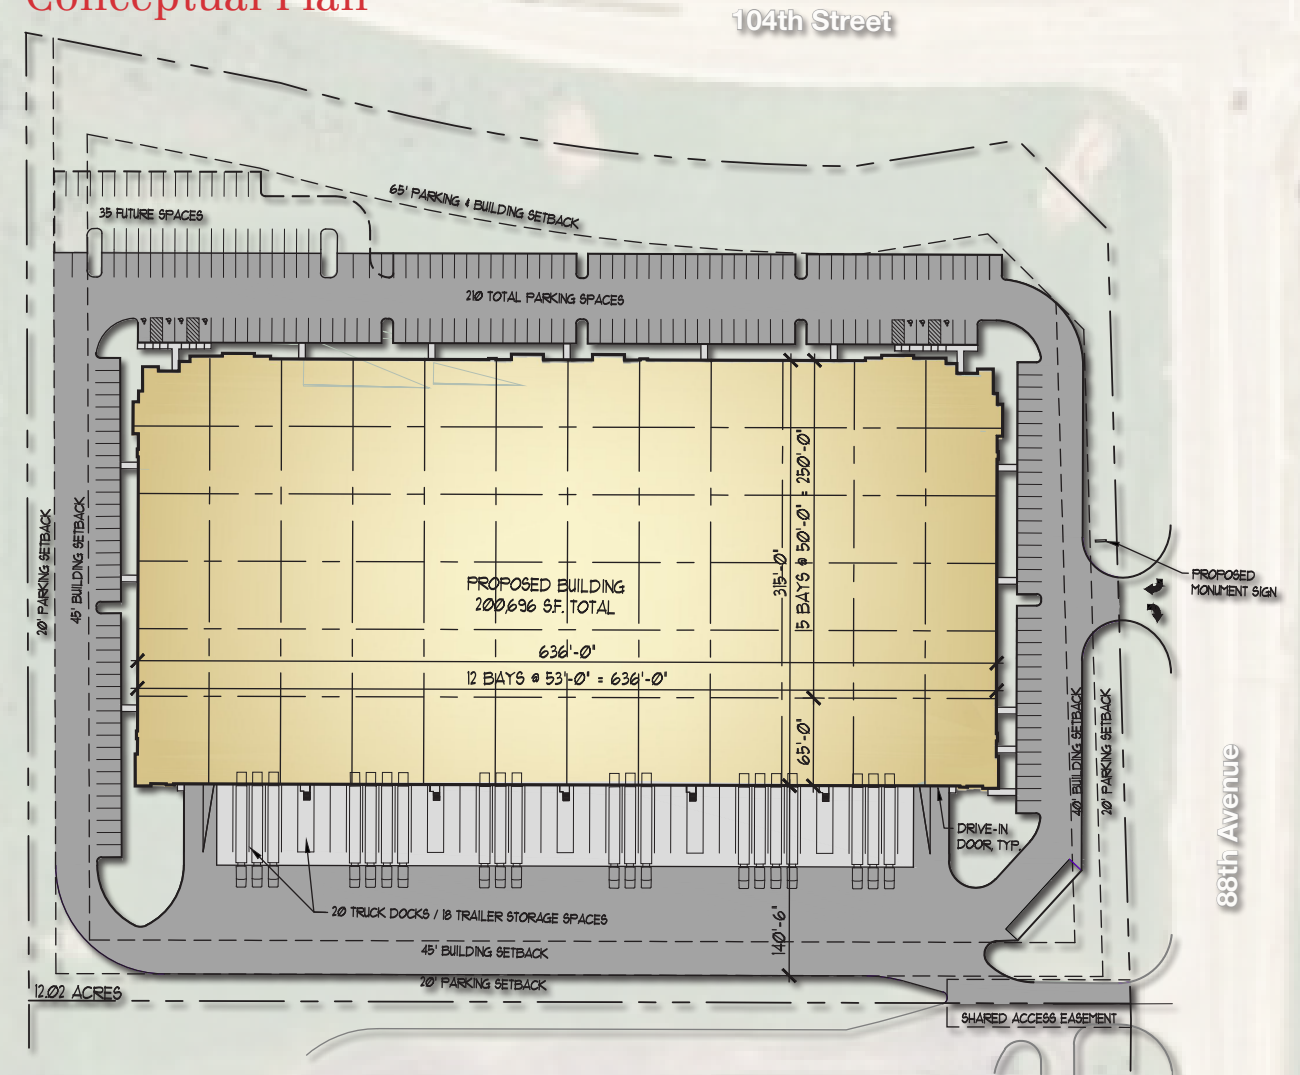 Conceptual Plan
104th Street
65' PARKING & BUILDING SETBACK
35 FUTURE SPACES
210 TOTAL PARKING SPACES
20' PARKING SETBACK
45' BUILDING SETBACK
315'-0"
5 BAYS @ 50'-0" = 250'-0"
PROPOSED BUILDING
200,696 S.F. TOTAL
636'-0"
12 BAYS @ 53'-0" = 636'-0"
65'-0"
PROPOSED
MONUMENT SIGN
40' BUILDING SETBACK
20' PARKING SETBACK
88th Avenue
DRIVE-IN
DOOR, TYP.
20 TRUCK DOCKS / 18 TRAILER STORAGE SPACES
140'-6"
45' BUILDING SETBACK
20' PARKING SETBACK
12.02 ACRES
SHARED ACCESS EASEMENT